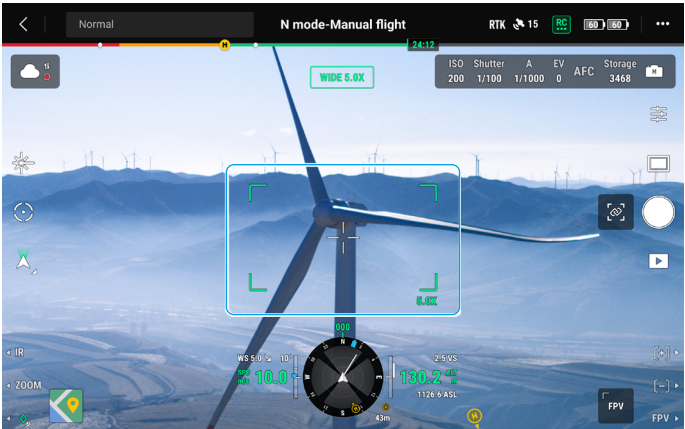 Normal
N mode-Manual flight
RTK 15 RC 60 60
H
24:12
WIDE 5.0X
ISO Shutter A EV AFC Storage
200 1/100 1/1000 0 3468
M
5.0X
000
N
E
S
W
WS 5.0 10°
2.5 VS
SPD
10.0
130.2 ALT
m
1126.6 ASL
43m
H
IR
ZOOM
[+]
[−]
FPV
FPV